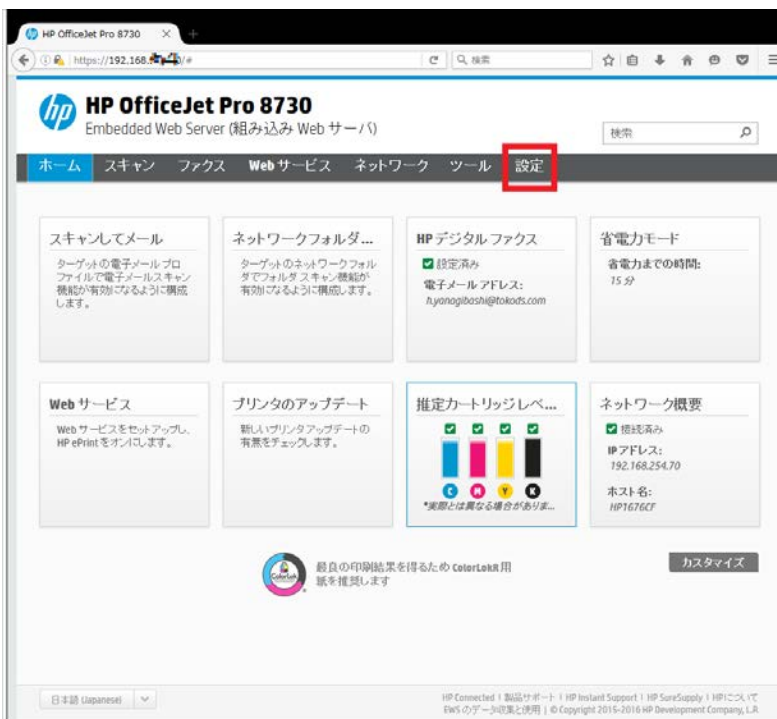 HP OfficeJet Pro 8730
https://192.168.
/#
検索
HP OfficeJet Pro 8730
Embedded Web Server (組み込み Web サーバ)
検索
ホーム スキャン ファクス Web サービス ネットワーク ツール 設定
スキャンしてメール
ターゲットの電子メール プロ
ファイルで電子メールスキャン
機能が有効になるように構成
します。
ネットワークフォルダ...
ターゲットのネットワークフォル
ダでフォルダ スキャン機能が
有効になるように構成します。
HP デジタル ファクス
設定済み
電子メール アドレス:
h.yanagibashi@tokods.com
省電力モード
省電力までの時間:
15 分
Web サービス
Web サービスをセットアップし、
HP ePrint をオンにします。
プリンタのアップデート
新しいプリンタ アップデートの
有無をチェックします。
推定カートリッジ レベ...
C M Y K
*実際とは異なる場合がありま...
ネットワーク概要
接続済み
IP アドレス:
192.168.254.70
ホスト名:
HP1676CF
ColorLok
最良の印刷結果を得るため ColorLokR 用
紙を推奨します
カスタマイズ
日本語 (Japanese)
HP Connected | 製品サポート | HP Instant Support | HP SureSupply | HPについて
EWS のデータ収集と使用 | © Copyright 2015-2016 HP Development Company, L.P.